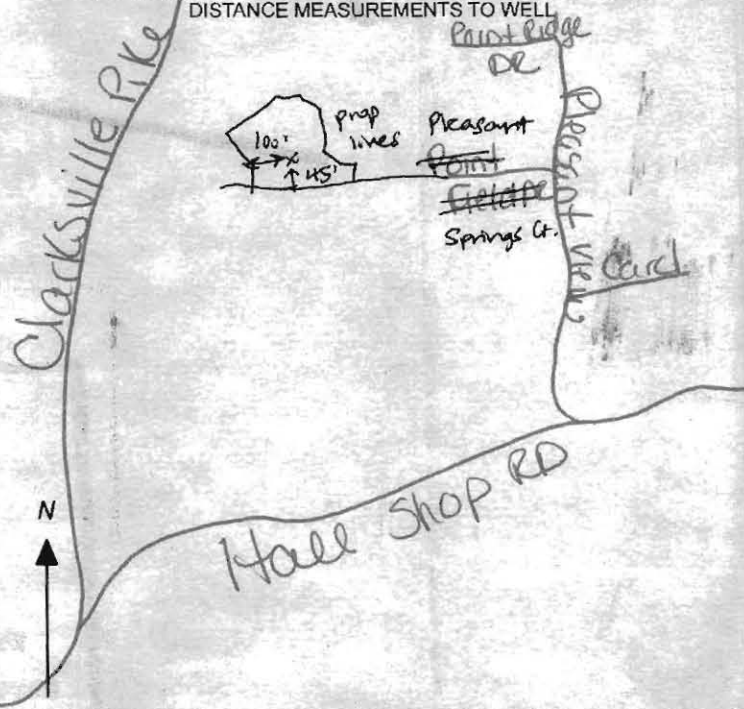 DISTANCE MEASUREMENTS TO WELL
Point Ridge
DR
Clarksville Pike
prop
lines
100'
x
45'
Pleasant
Point
Fieldne
Springs Ct.
Pleasant View
Card
Hall Shop RD
N